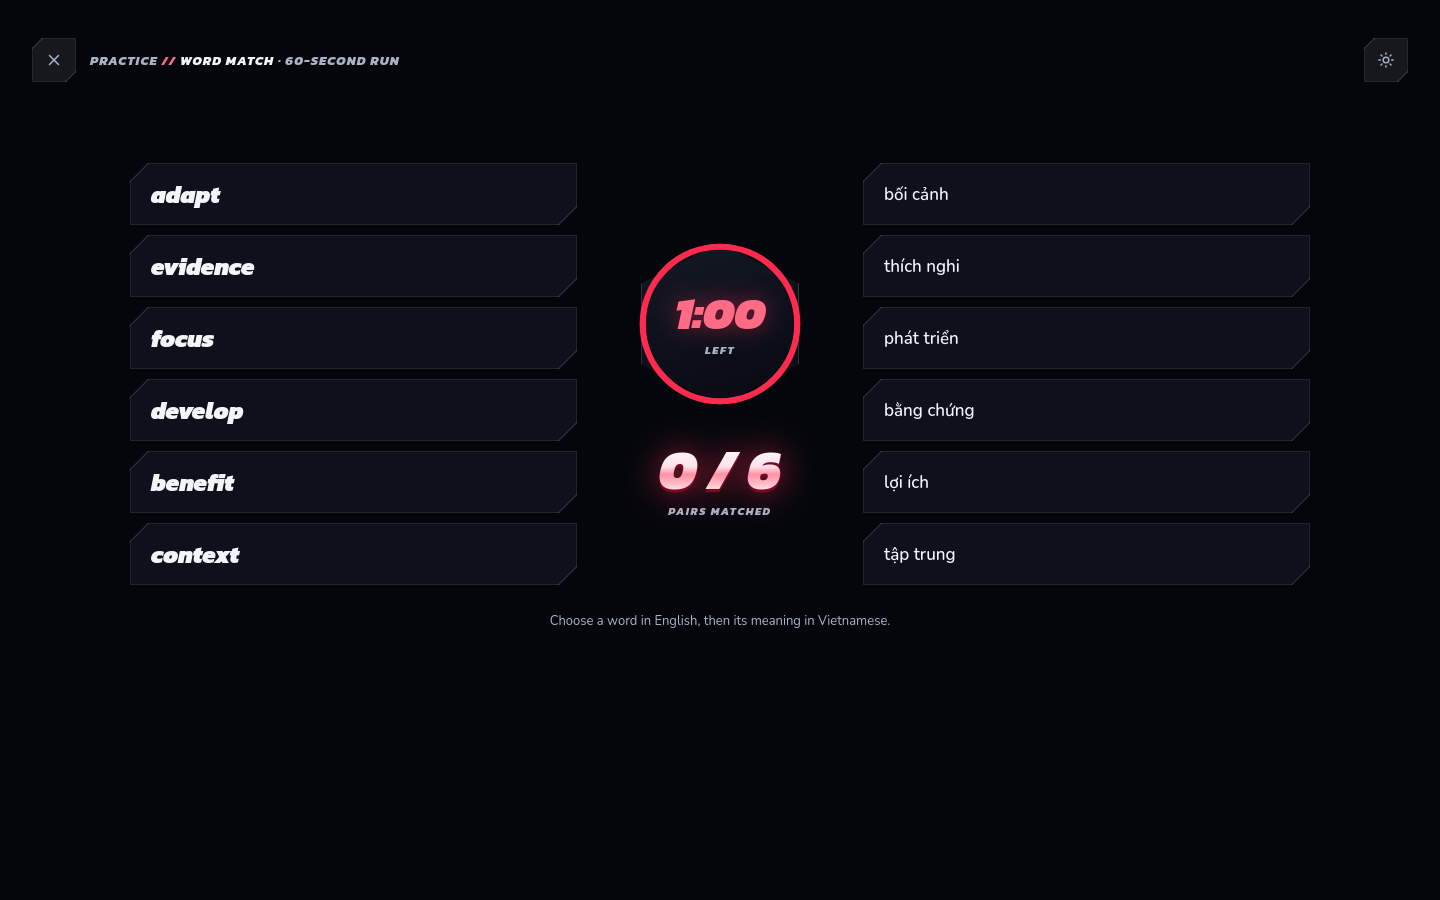 PRACTICE // WORD MATCH · 60-SECOND RUN
adapt
evidence
focus
develop
benefit
context
1:00
LEFT
0 / 6
PAIRS MATCHED
bối cảnh
thích nghi
phát triển
bằng chứng
lợi ích
tập trung
Choose a word in English, then its meaning in Vietnamese.